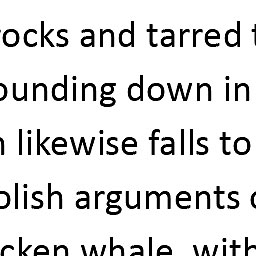 rocks and tarred t
ounding down in
likewise falls to
olish arguments
cken whale, with